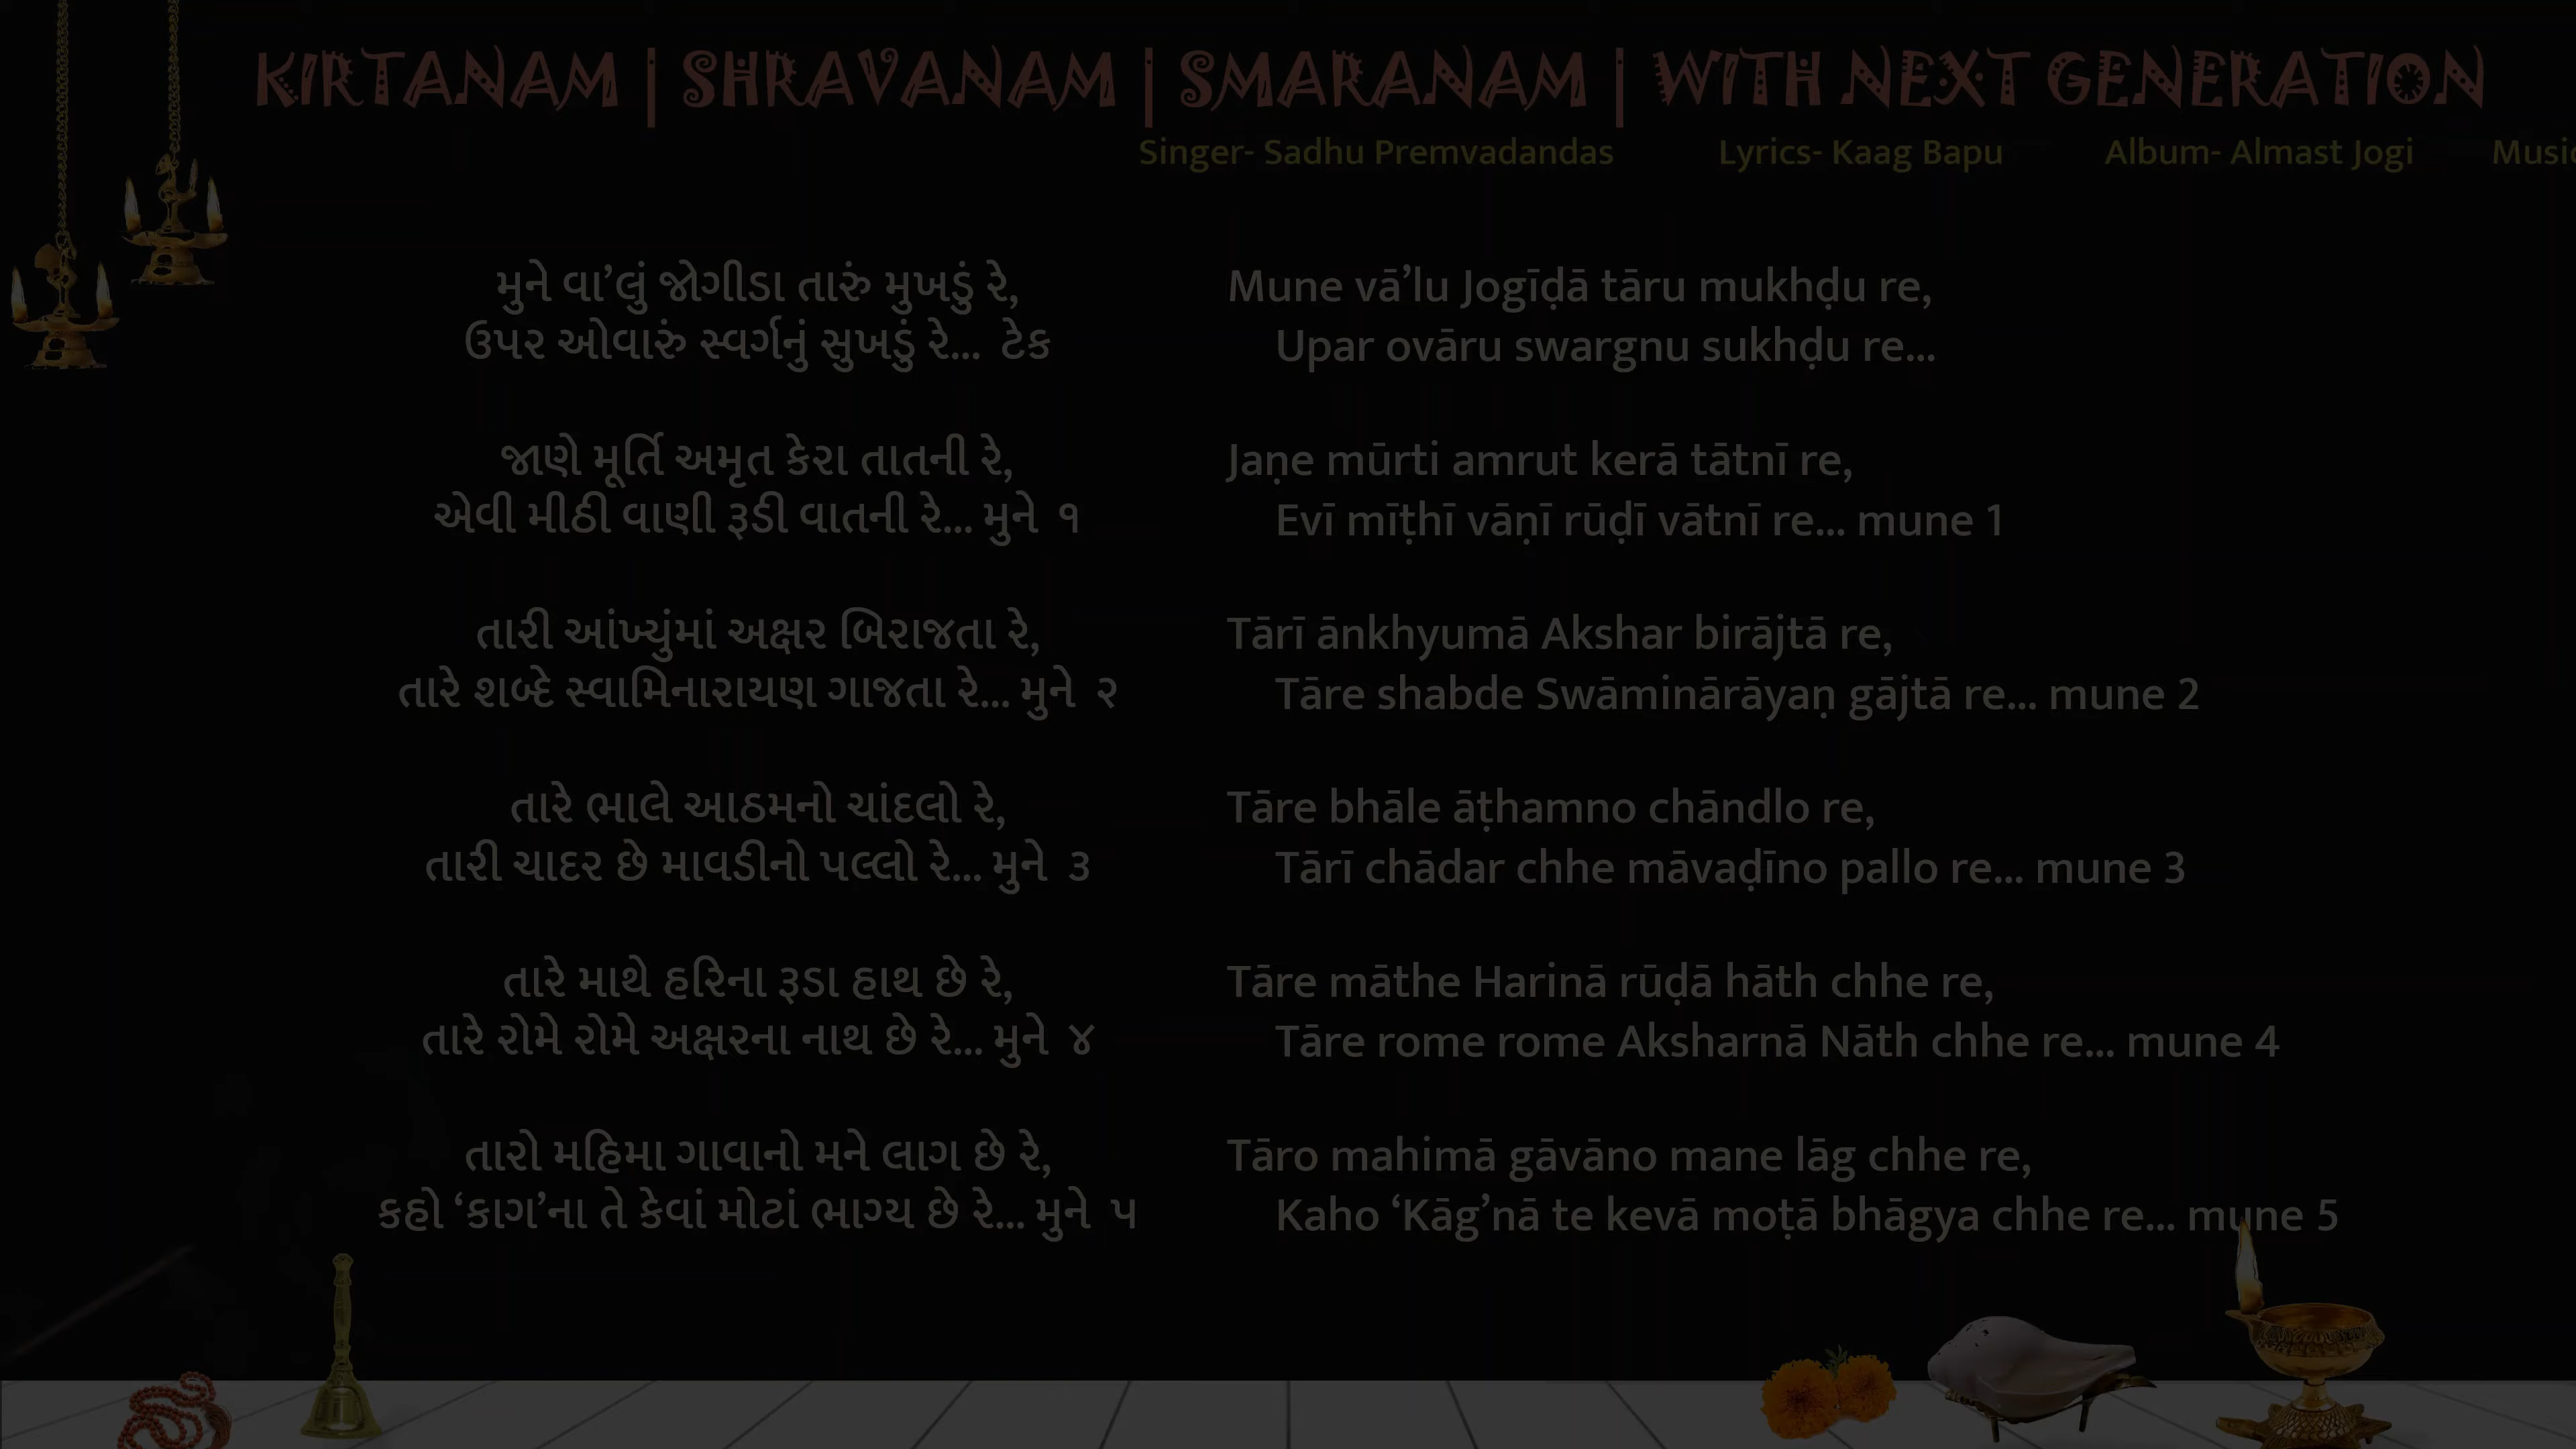 KIRTANAM | SHRAVANAM | SMARANAM | WITH NEXT GENERATION
Singer- Sadhu Premvadandas Lyrics- Kaag Bapu Album- Almast Jogi
મુને વા’લું જોગીડા તારું મુખડું રે,
ઉપર ઓવારું સ્વર્ગનું સુખડું રે... ટેક
જાણે મૂર્તિ અમૃત કેરા તાતની રે,
એવી મીઠી વાણી રૂડી વાતની રે... મુને ૧
તારી આંખ્યુંમાં અક્ષર બિરાજતા રે,
તારે શબ્દે સ્વામિનારાયણ ગાજતા રે... મુને ૨
તારે ભાલે આઠમનો ચાંદલો રે,
તારી ચાદર છે માવડીનો પલ્લો રે... મુને ૩
તારે માથે હરિના રૂડા હાથ છે રે,
તારે રોમે રોમે અક્ષરના નાથ છે રે... મુને ૪
તારો મહિમા ગાવાનો મને લાગ છે રે,
કહો ‘કાગ’ના તે કેવાં મોટાં ભાગ્ય છે રે... મુને ૫
Mune vā’lu Jogīḍā tāru mukhḍu re,
Upar ovāru swargnu sukhḍu re...
Jaṇe mūrti amrut kerā tātnī re,
Evī mīṭhī vāṇī rūḍī vātnī re... mune 1
Tārī ānkhyumā Akshar birājtā re,
Tāre shabde Swāminārāyaṇ gājtā re... mune 2
Tāre bhāle āṭhamno chāndlo re,
Tārī chādar chhe māvaḍīno pallo re... mune 3
Tāre māthe Harinā rūḍā hāth chhe re,
Tāre rome rome Aksharnā Nāth chhe re... mune 4
Tāro mahimā gāvāno mane lāg chhe re,
Kaho ‘Kāg’nā te kevā moṭā bhāgya chhe re... mune 5